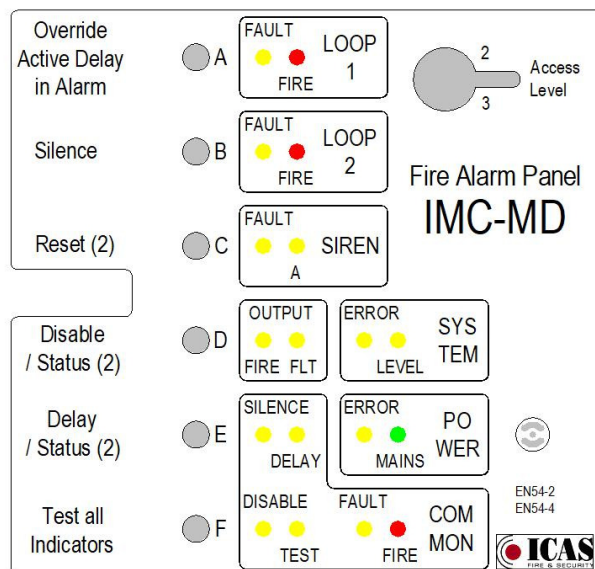 Override
Active Delay
in Alarm
A
FAULT
LOOP
1
FIRE
2
Access
Level
3
Silence
B
FAULT
LOOP
2
FIRE
Fire Alarm Panel
IMC-MD
Reset (2)
C
FAULT
SIREN
A
Disable
/ Status (2)
D
OUTPUT
FIRE FLT
ERROR
SYS
TEM
LEVEL
Delay
/ Status (2)
E
SILENCE
DELAY
ERROR
PO
WER
MAINS
EN54-2
EN54-4
Test all
Indicators
F
DISABLE
TEST
FAULT
COM
MON
FIRE
ICAS
FIRE & SECURITY